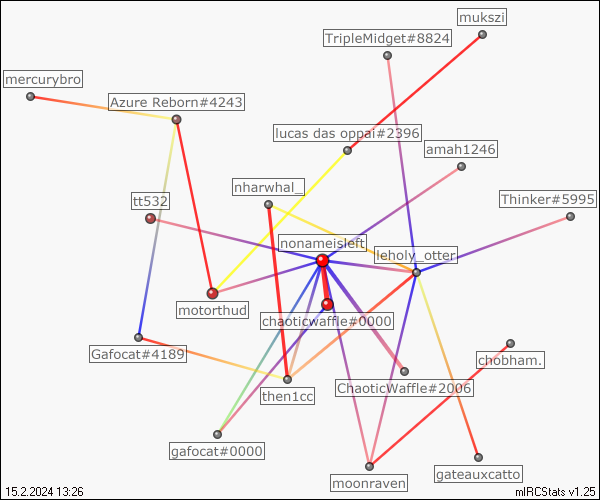 mukszi
TripleMidget#8824
mercurybro
Azure Reborn#4243
lucas das oppai#2396
amah1246
nharwhal_
Thinker#5995
tt532
nonameisleft
leholy_otter
motorthud
chaoticwaffle#0000
Gafocat#4189
chobham.
ChaoticWaffle#2006
then1cc
gafocat#0000
gateauxcatto
moonraven
15.2.2024 13:26
mIRCStats v1.25